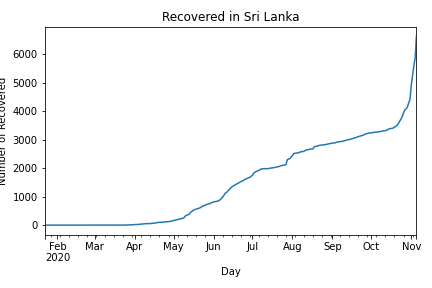 Recovered in Sri Lanka
Number of Recovered
6000
5000
4000
3000
2000
1000
0
Feb Mar Apr May Jun Jul Aug Sep Oct Nov
2020
Day